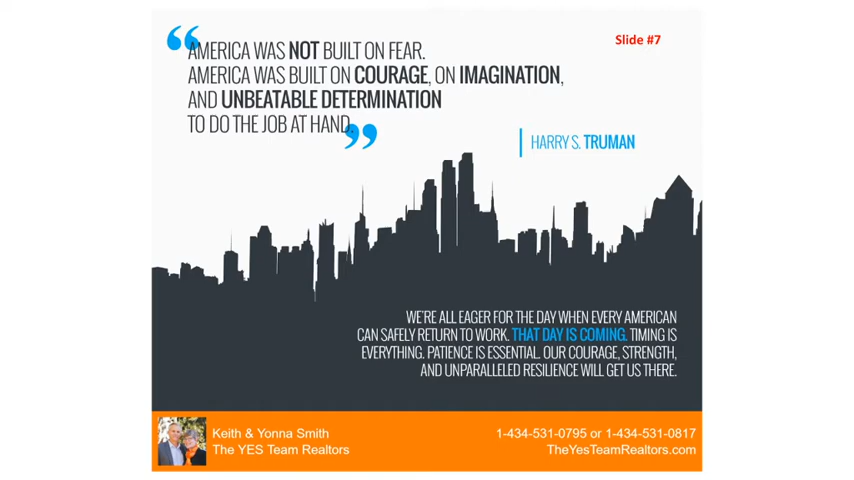 Slide #7
“AMERICA WAS NOT BUILT ON FEAR.
AMERICA WAS BUILT ON COURAGE, ON IMAGINATION,
AND UNBEATABLE DETERMINATION
TO DO THE JOB AT HAND.”
HARRY S. TRUMAN
WE'RE ALL EAGER FOR THE DAY WHEN EVERY AMERICAN
CAN SAFELY RETURN TO WORK. THAT DAY IS COMING. TIMING IS
EVERYTHING. PATIENCE IS ESSENTIAL. OUR COURAGE, STRENGTH,
AND UNPARALLELED RESILIENCE WILL GET US THERE.
Keith & Yonna Smith
The YES Team Realtors
1-434-531-0795 or 1-434-531-0817
TheYesTeamRealtors.com